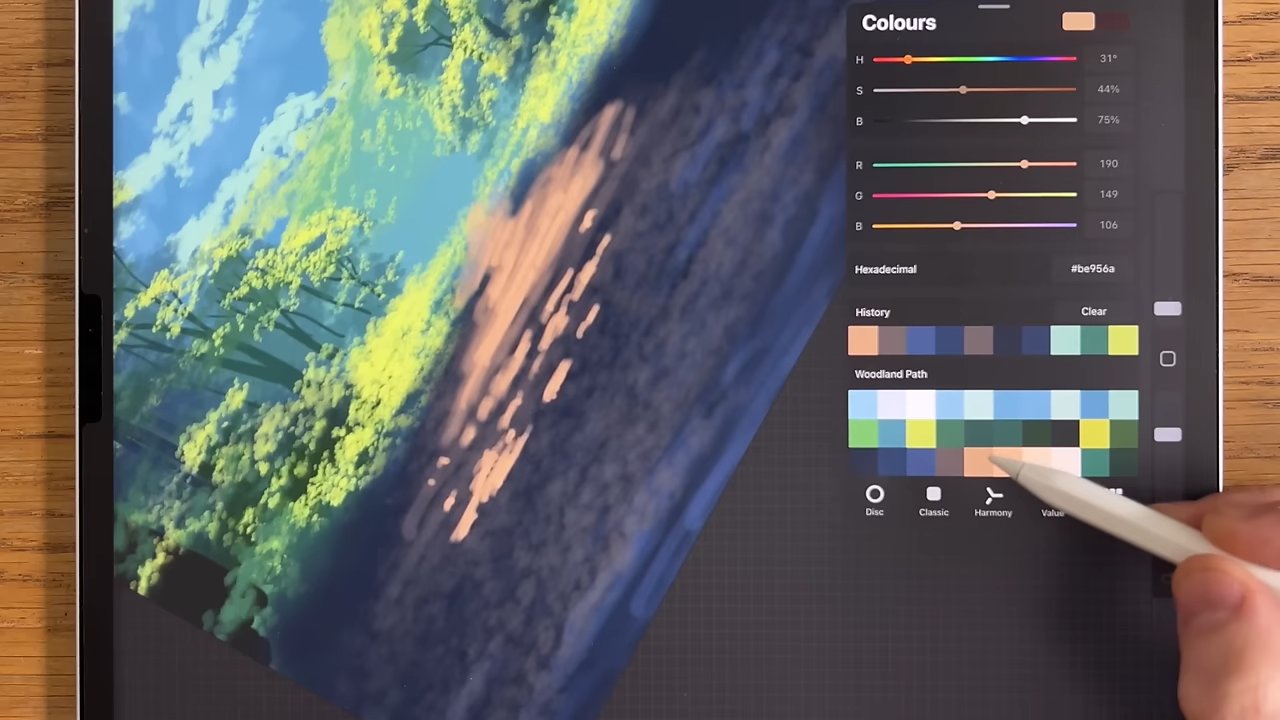 Colours
H 31°
S 44%
B 75%
R 190
G 149
B 106
Hexadecimal #be956a
History Clear
Woodland Path
Disc Classic Harmony Value